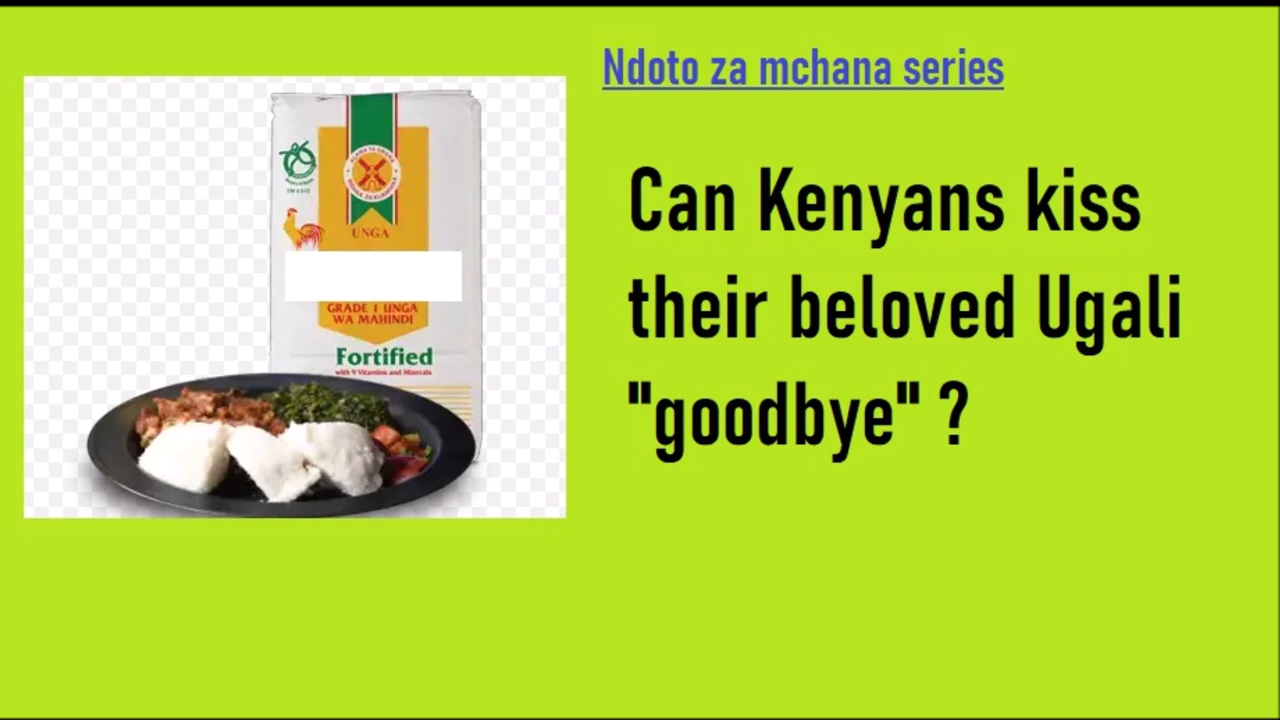 Ndoto za mchana series
Can Kenyans kiss
their beloved Ugali
"goodbye" ?
UNGA
GRADE 1 UNGA
WA MAHINDI
Fortified
with 9 Vitamins and Minerals